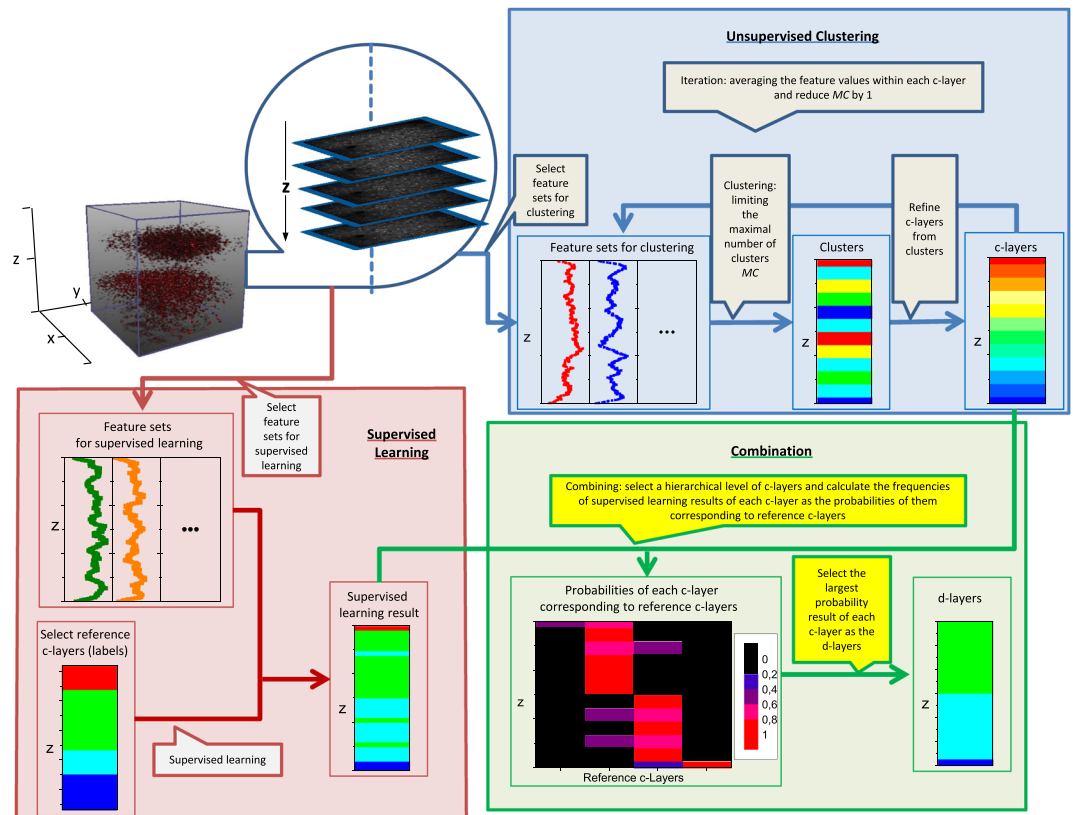 Unsupervised Clustering
Iteration: averaging the feature values within each c-layer
and reduce MC by 1
z
Select
feature
sets for
clustering
Clustering:
limiting
the
maximal
number of
clusters
MC
Refine
c-layers
from
clusters
z
y
x
Feature sets for clustering
z
...
Clusters
z
c-layers
z
Select
feature
sets for
supervised
learning
Supervised
Learning
Feature sets
for supervised learning
z
...
Select reference
c-layers (labels)
z
Supervised learning
Supervised
learning result
z
Combination
Combining: select a hierarchical level of c-layers and calculate the frequencies
of supervised learning results of each c-layer as the probabilities of them
corresponding to reference c-layers
Probabilities of each c-layer
corresponding to reference c-layers
z
0
0,2
0,4
0,6
0,8
1
Reference c-Layers
Select the
largest
probability
result of each
c-layer as the
d-layers
d-layers
z